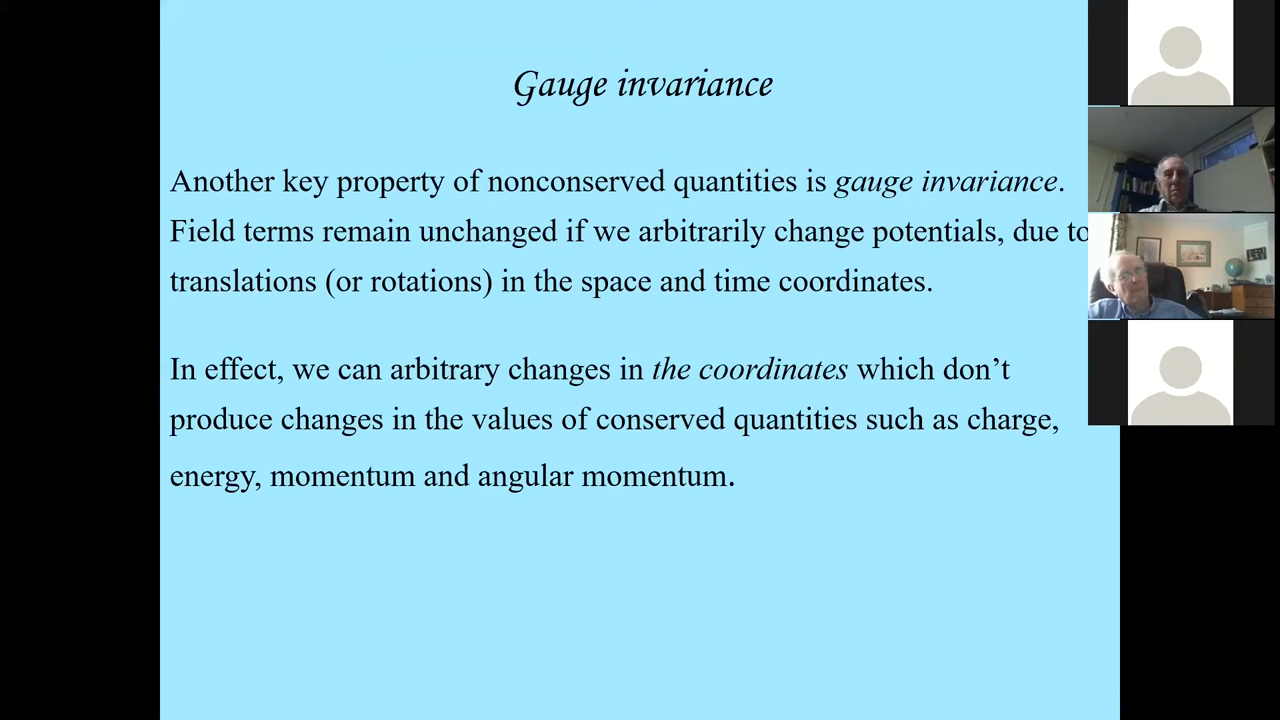 Gauge invariance
Another key property of nonconserved quantities is gauge invariance.
Field terms remain unchanged if we arbitrarily change potentials, due to
translations (or rotations) in the space and time coordinates.
In effect, we can arbitrary changes in the coordinates which don’t
produce changes in the values of conserved quantities such as charge,
energy, momentum and angular momentum.